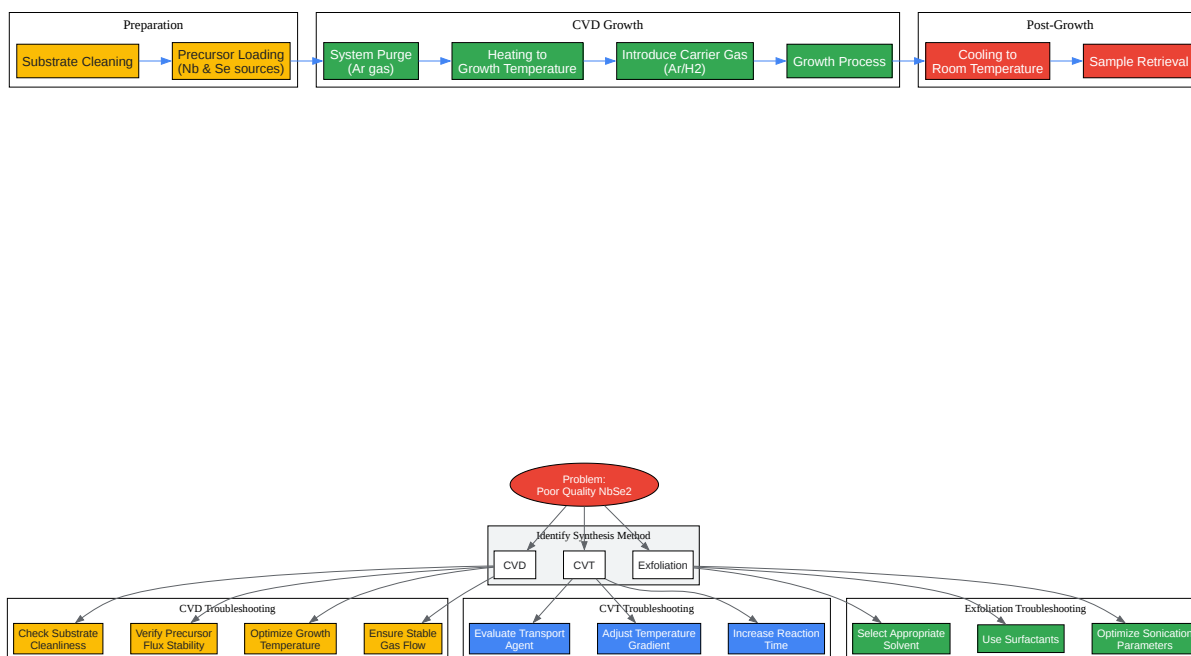 Preparation
CVD Growth
Post-Growth
Substrate Cleaning
Precursor Loading
(Nb & Se sources)
System Purge
(Ar gas)
Heating to
Growth Temperature
Introduce Carrier Gas
(Ar/H2)
Growth Process
Cooling to
Room Temperature
Sample Retrieval
Problem:
Poor Quality NbSe2
Identify Synthesis Method
CVD
CVT
Exfoliation
CVD Troubleshooting
Check Substrate
Cleanliness
Verify Precursor
Flux Stability
Optimize Growth
Temperature
Ensure Stable
Gas Flow
CVT Troubleshooting
Evaluate Transport
Agent
Adjust Temperature
Gradient
Increase Reaction
Time
Exfoliation Troubleshooting
Select Appropriate
Solvent
Use Surfactants
Optimize Sonication
Parameters